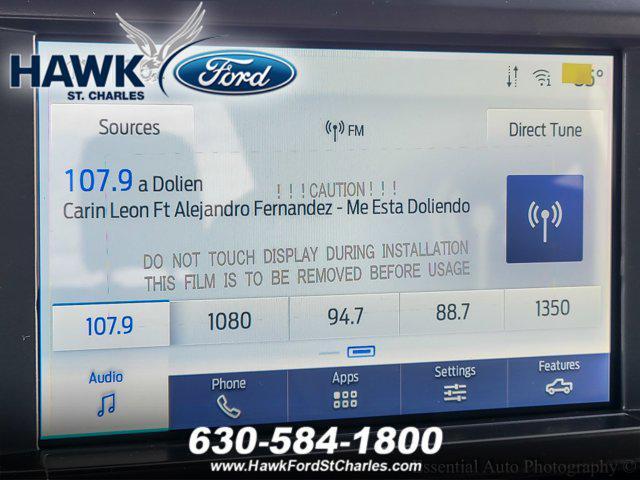 HAWK
ST. CHARLES
Ford
5°
Sources
FM
Direct Tune
107.9 a Dolien
! ! !CAUTION! ! !
Carin Leon Ft Alejandro Fernandez - Me Esta Doliendo
DO NOT TOUCH DISPLAY DURING INSTALLATION
THIS FILM IS TO BE REMOVED BEFORE USAGE
107.9
1080
94.7
88.7
1350
Audio
Phone
Apps
Settings
Features
630-584-1800
www.HawkFordStCharles.com
Essential Auto Photography ©